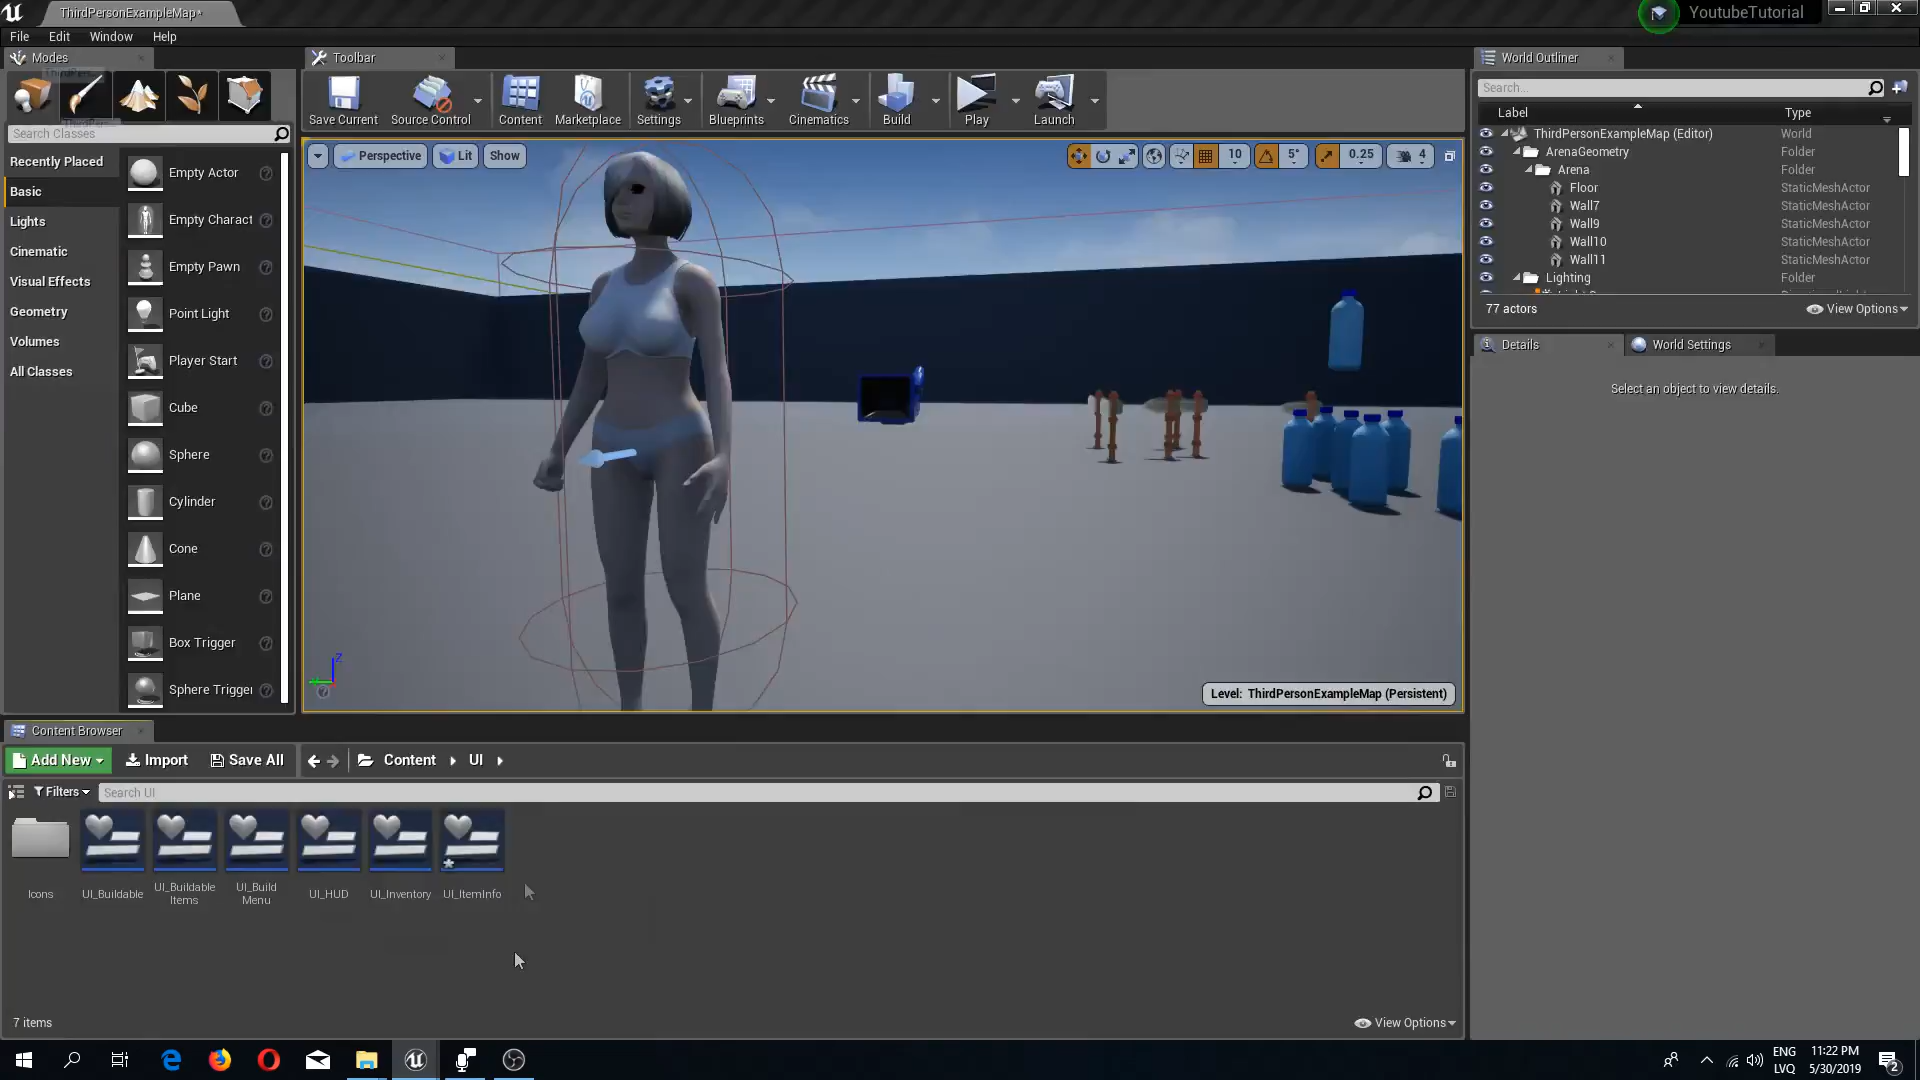 ThirdPersonExampleMap*
YoutubeTutorial
File Edit Window Help
Modes
Toolbar
World Outliner
Search Classes
Save Current
Source Control
Content
Marketplace
Settings
Blueprints
Cinematics
Build
Play
Launch
Search...
Label Type
Recently Placed
Basic
Lights
Cinematic
Visual Effects
Geometry
Volumes
All Classes
Empty Actor
Empty Charact
Empty Pawn
Point Light
Player Start
Cube
Sphere
Cylinder
Cone
Plane
Box Trigger
Sphere Trigger
Perspective Lit Show
10 5° 0.25 4
Z
Level: ThirdPersonExampleMap (Persistent)
ThirdPersonExampleMap (Editor) World
ArenaGeometry Folder
Arena Folder
Floor StaticMeshActor
Wall7 StaticMeshActor
Wall9 StaticMeshActor
Wall10 StaticMeshActor
Wall11 StaticMeshActor
Lighting Folder
77 actors
View Options
Details
World Settings
Select an object to view details.
Content Browser
Add New Import Save All Content UI
Filters Search UI
Icons
UI_Buildable
UI_Buildable
Items
UI_Build
Menu
UI_HUD
UI_Inventory
UI_ItemInfo
7 items
View Options
ENG
LVQ
11:22 PM
5/30/2019
2